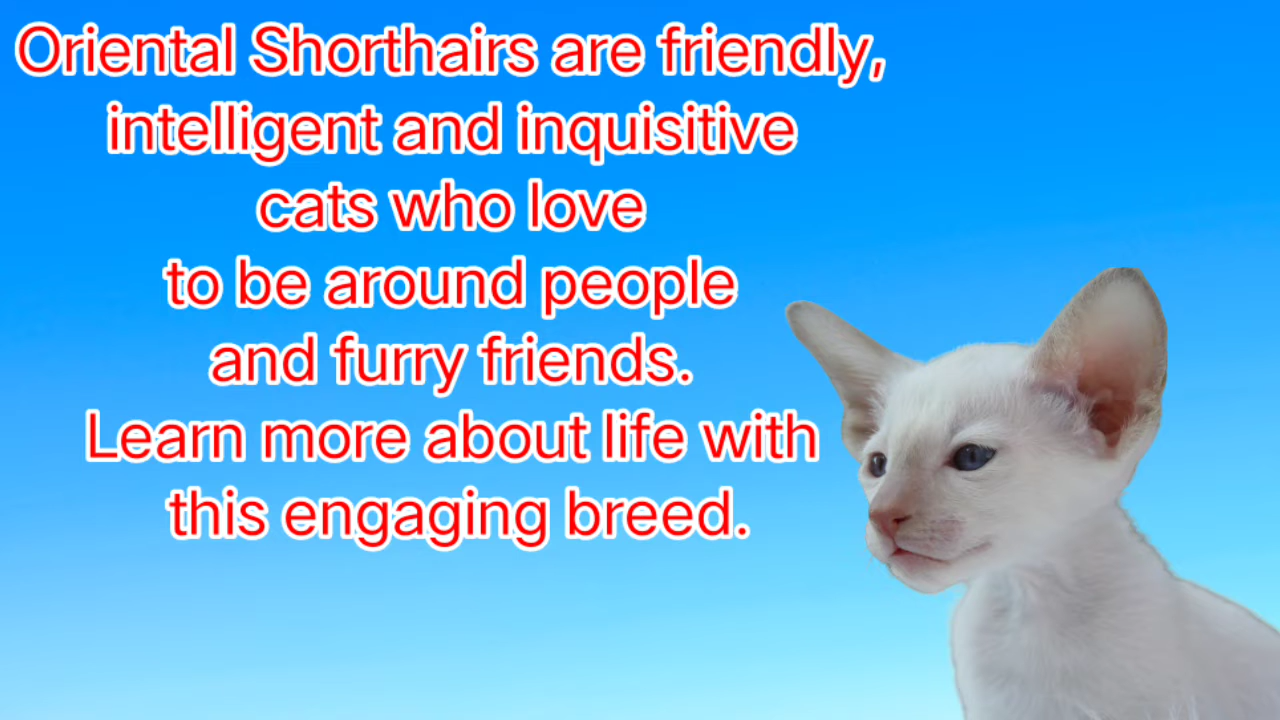 Oriental Shorthairs are friendly,
intelligent and inquisitive
cats who love
to be around people
and furry friends.
Learn more about life with
this engaging breed.